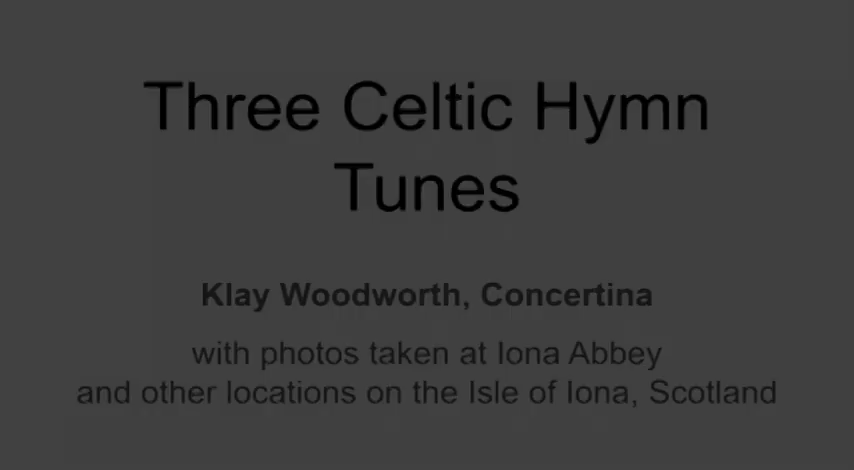 Three Celtic Hymn
Tunes
Klay Woodworth, Concertina
with photos taken at Iona Abbey
and other locations on the Isle of Iona, Scotland